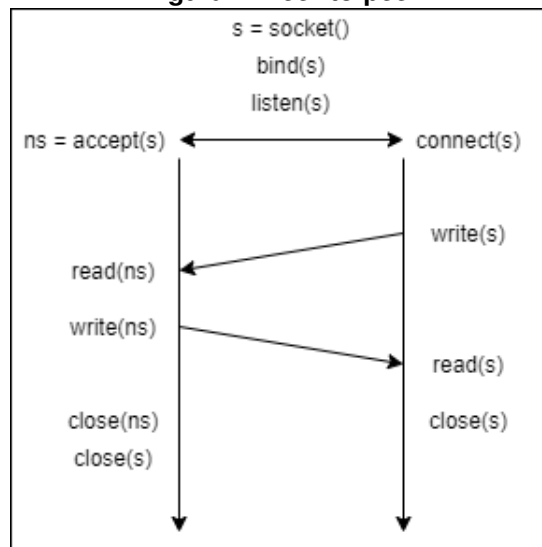 s = socket()
bind(s)
listen(s)
ns = accept(s)
connect(s)
write(s)
read(ns)
write(ns)
read(s)
close(ns)
close(s)
close(s)